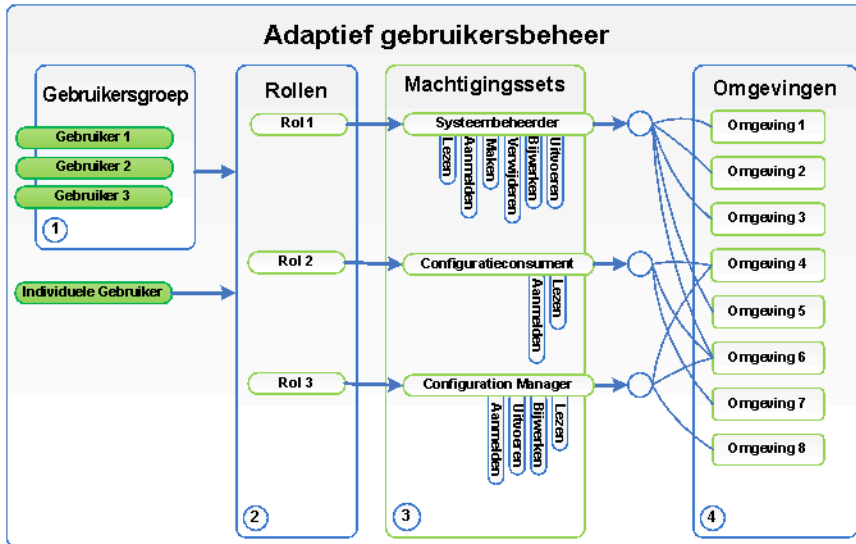 Adaptief gebruikersbeheer
Gebruikersgroep
Gebruiker 1
Gebruiker 2
Gebruiker 3
1
Individuele Gebruiker
Rollen
Rol 1
Rol 2
Rol 3
2
Machtigingssets
Systeembeheerder
Lezen
Aanmelden
Maken
Verwijderen
Bijwerken
Uitvoeren
Configuratieconsument
Aanmelden
Lezen
Configuration Manager
Aanmelden
Uitvoeren
Bijwerken
Lezen
3
Omgevingen
Omgeving 1
Omgeving 2
Omgeving 3
Omgeving 4
Omgeving 5
Omgeving 6
Omgeving 7
Omgeving 8
4